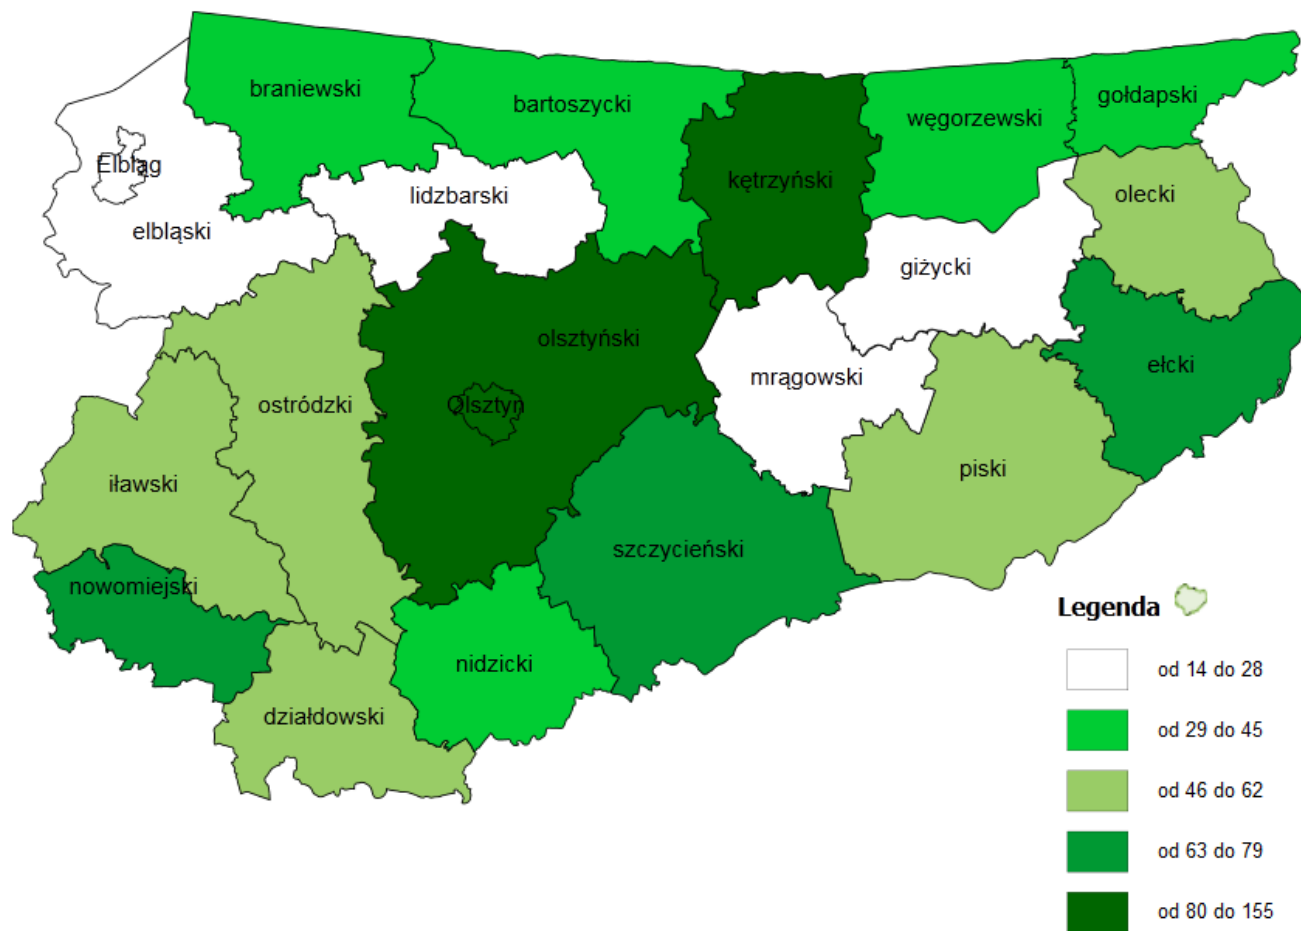 braniewski
bartoszycki
gołdapski
węgorzewski
Elbląg
kętrzyński
lidzbarski
olecki
elbląski
giżycki
olsztyński
mrągowski
ełcki
ostródzki
Olsztyn
piski
iławski
szczycieński
nowomiejski
nidzicki
działdowski
Legenda
od 14 do 28
od 29 do 45
od 46 do 62
od 63 do 79
od 80 do 155